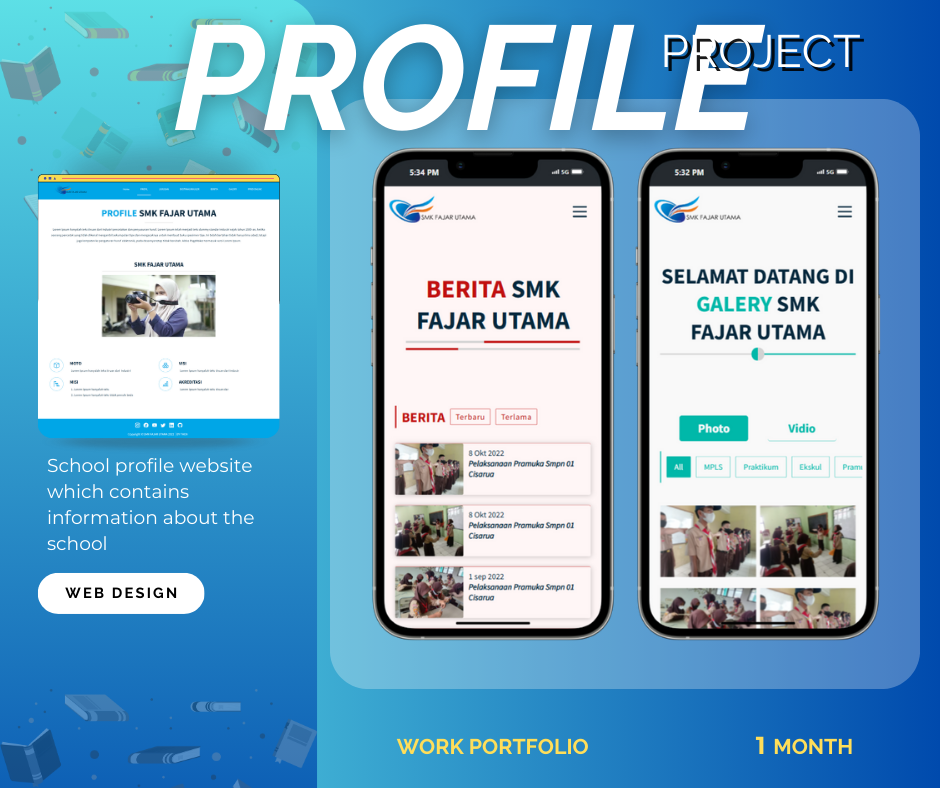 PROFILE
PROJECT
PROFILE SMK FAJAR UTAMA
SMK FAJAR UTAMA
MOTO
VISI
MISI
AKREDITASI
School profile website
which contains
information about the
school
WEB DESIGN
5:34 PM
5G
SMK FAJAR UTAMA
BERITA SMK
FAJAR UTAMA
BERITA
Terbaru
Terlama
8 Okt 2022
Pelaksanaan Pramuka Smpn 01
Cisarua
8 Okt 2022
Pelaksanaan Pramuka Smpn 01
Cisarua
1 sep 2022
Pelaksanaan Pramuka Smpn 01
Cisarua
5:32 PM
5G
SMK FAJAR UTAMA
SELAMAT DATANG DI
GALERY SMK
FAJAR UTAMA
Photo
Vidio
All
MPLS
Praktikum
Ekskul
Pram
WORK PORTFOLIO
1 MONTH